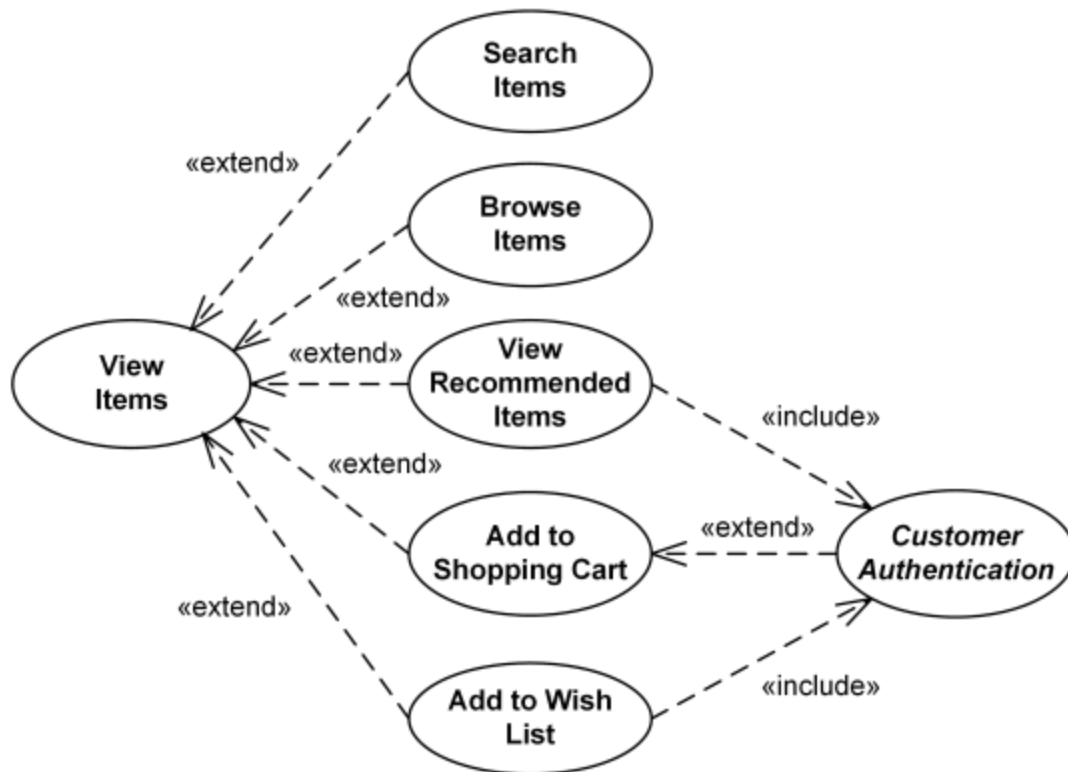 Search
Items
«extend»
Browse
Items
«extend»
View
Items
«extend»
View
Recommended
Items
«include»
«extend»
Add to
Shopping Cart
«extend»
Customer
Authentication
«extend»
Add to Wish
List
«include»